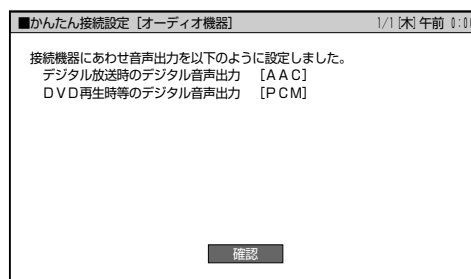 ■かんたん接続設定［オーディオ機器］ 1/1[木]午前 0:0
接続機器にあわせ音声出力を以下のように設定しました。
デジタル放送時のデジタル音声出力 ［ＡＡＣ］
ＤＶＤ再生時等のデジタル音声出力 ［ＰＣＭ］
確認